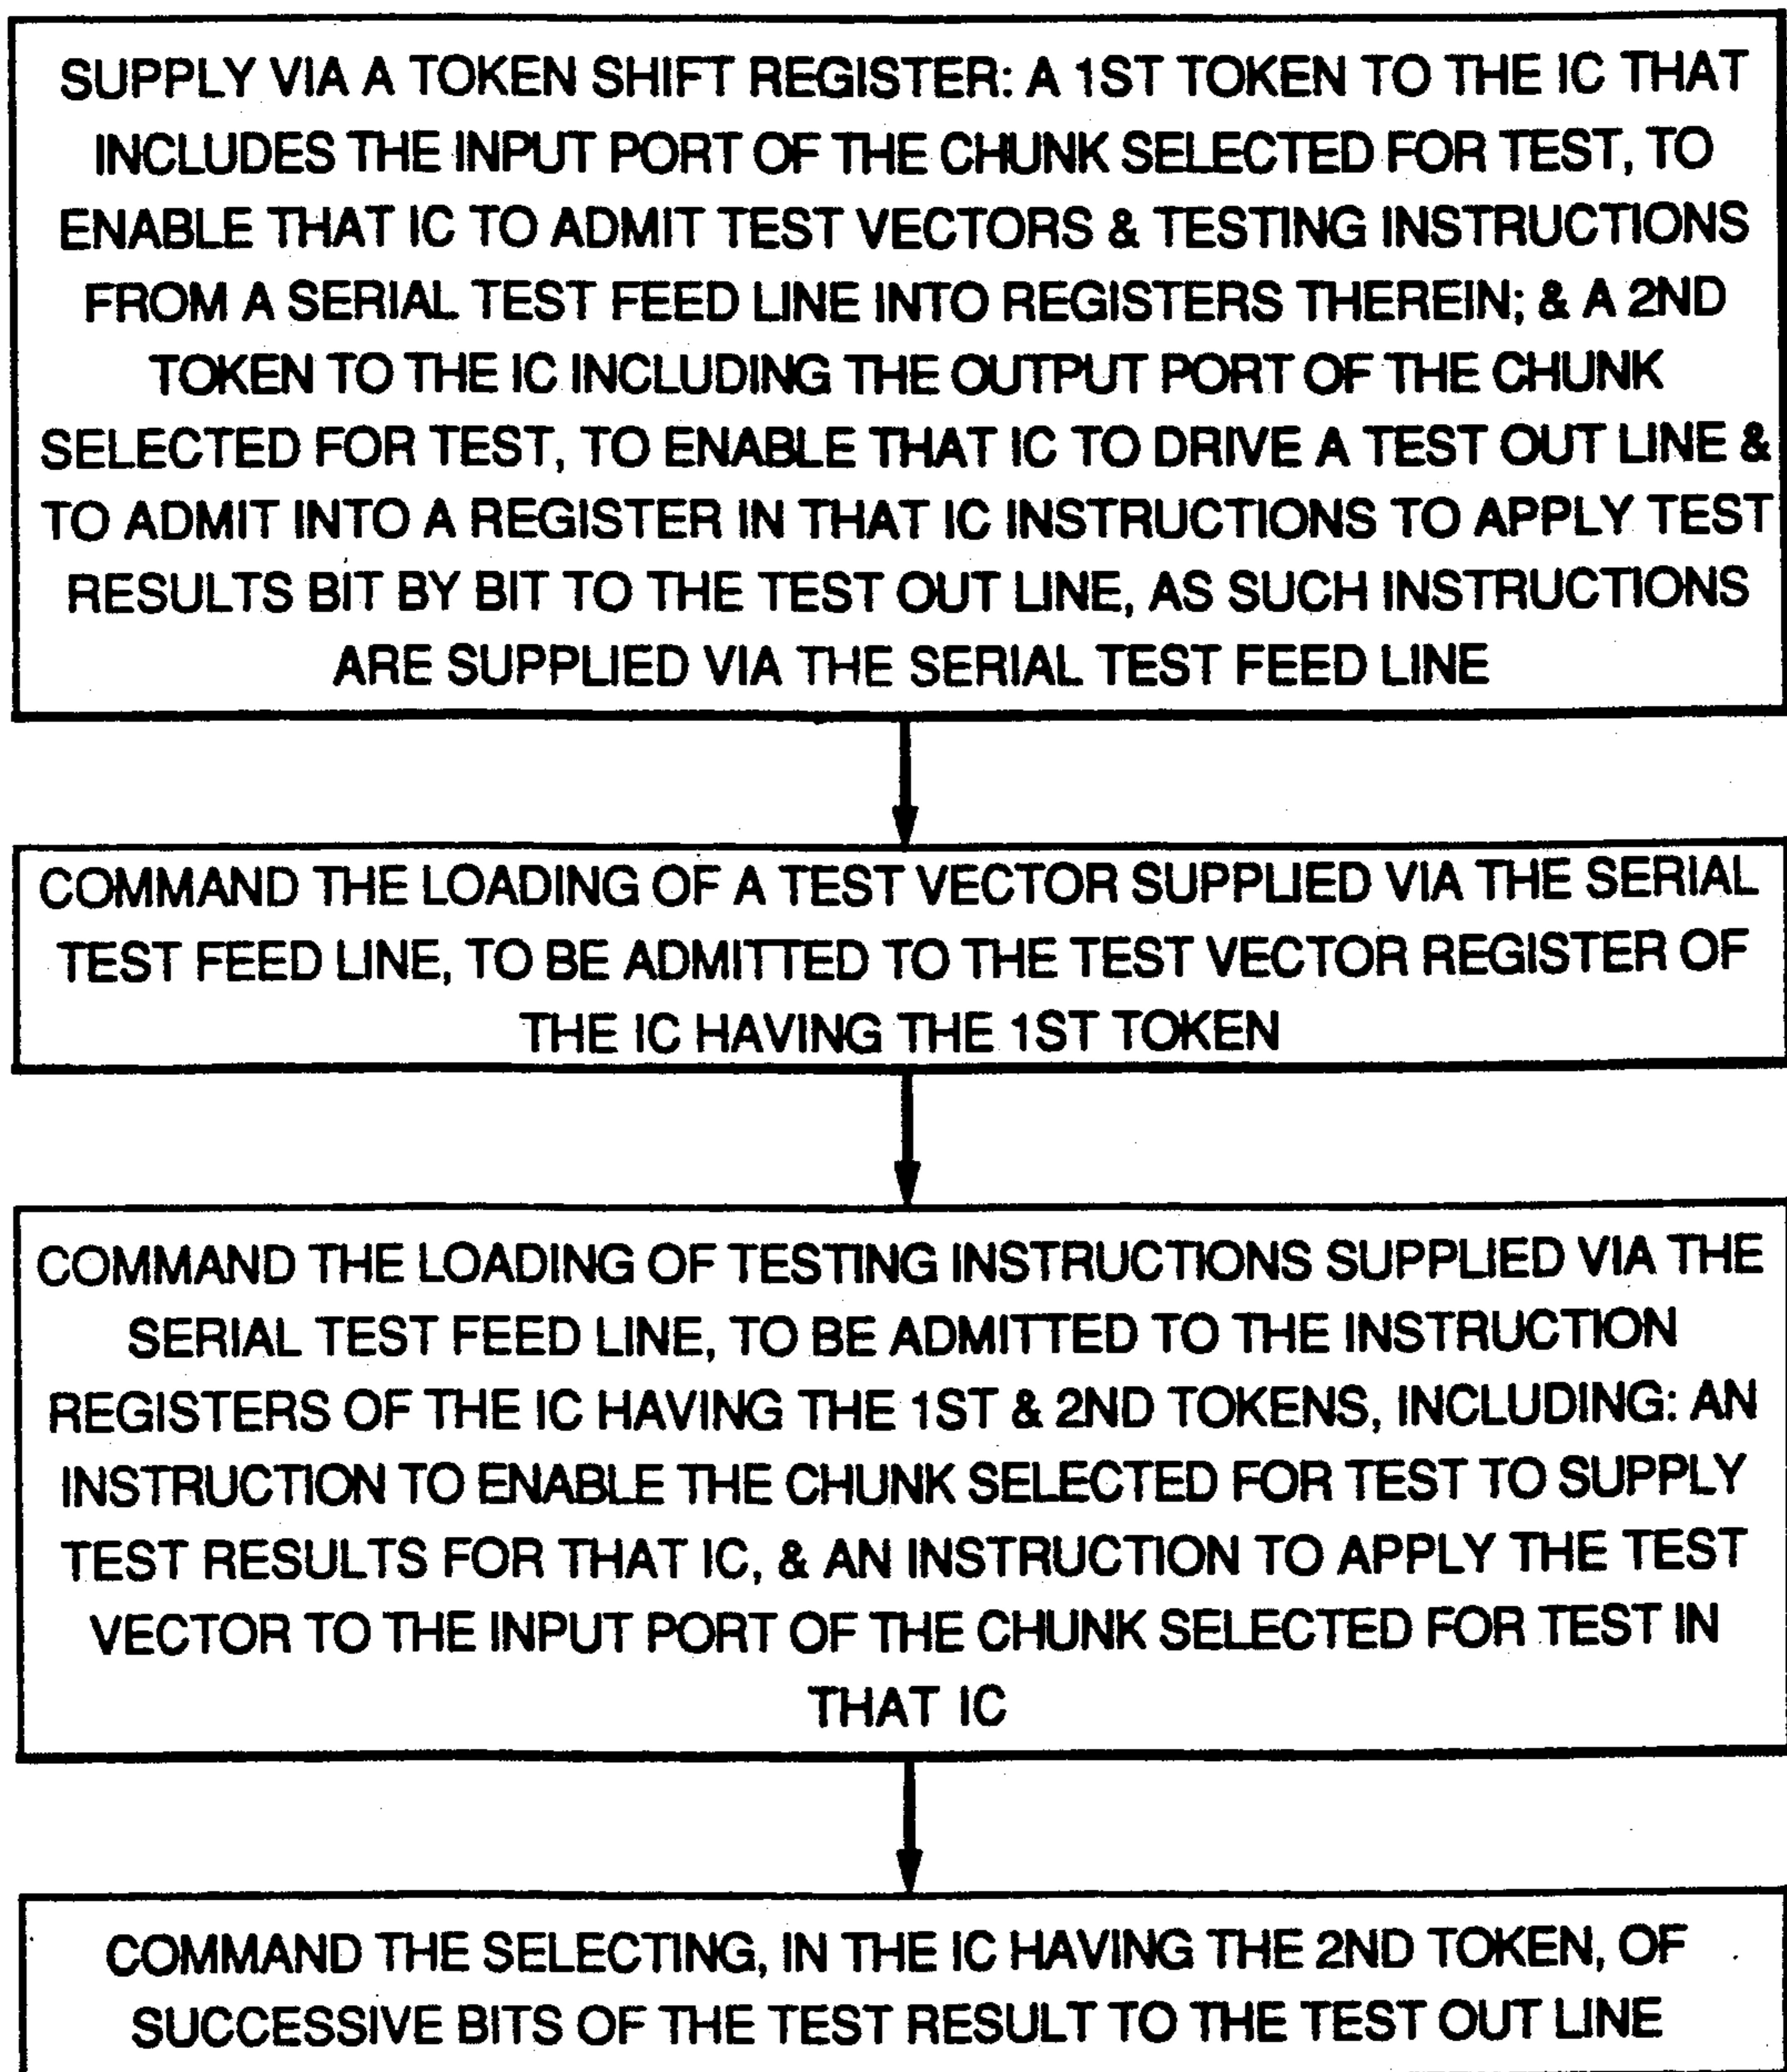 SUPPLY VIA A TOKEN SHIFT REGISTER: A 1ST TOKEN TO THE IC THAT
INCLUDES THE INPUT PORT OF THE CHUNK SELECTED FOR TEST, TO
ENABLE THAT IC TO ADMIT TEST VECTORS & TESTING INSTRUCTIONS
FROM A SERIAL TEST FEED LINE INTO REGISTERS THEREIN; & A 2ND
TOKEN TO THE IC INCLUDING THE OUTPUT PORT OF THE CHUNK
SELECTED FOR TEST, TO ENABLE THAT IC TO DRIVE A TEST OUT LINE &
TO ADMIT INTO A REGISTER IN THAT IC INSTRUCTIONS TO APPLY TEST
RESULTS BIT BY BIT TO THE TEST OUT LINE, AS SUCH INSTRUCTIONS
ARE SUPPLIED VIA THE SERIAL TEST FEED LINE
COMMAND THE LOADING OF A TEST VECTOR SUPPLIED VIA THE SERIAL
TEST FEED LINE, TO BE ADMITTED TO THE TEST VECTOR REGISTER OF
THE IC HAVING THE 1ST TOKEN
COMMAND THE LOADING OF TESTING INSTRUCTIONS SUPPLIED VIA THE
SERIAL TEST FEED LINE, TO BE ADMITTED TO THE INSTRUCTION
REGISTERS OF THE IC HAVING THE 1ST & 2ND TOKENS, INCLUDING: AN
INSTRUCTION TO ENABLE THE CHUNK SELECTED FOR TEST TO SUPPLY
TEST RESULTS FOR THAT IC, & AN INSTRUCTION TO APPLY THE TEST
VECTOR TO THE INPUT PORT OF THE CHUNK SELECTED FOR TEST IN
THAT IC
COMMAND THE SELECTING, IN THE IC HAVING THE 2ND TOKEN, OF
SUCCESSIVE BITS OF THE TEST RESULT TO THE TEST OUT LINE